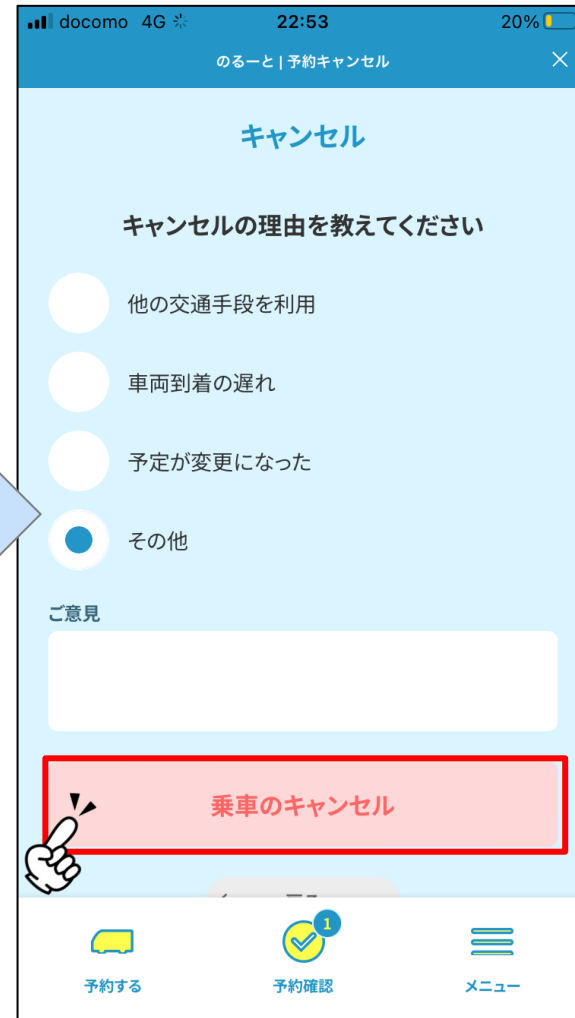 docomo 4G 22:53 20%
のるーと | 予約キャンセル
キャンセル
キャンセルの理由を教えてください
他の交通手段を利用
車両到着の遅れ
予定が変更になった
その他
ご意見
乗車のキャンセル
1
予約する 予約確認 メニュー